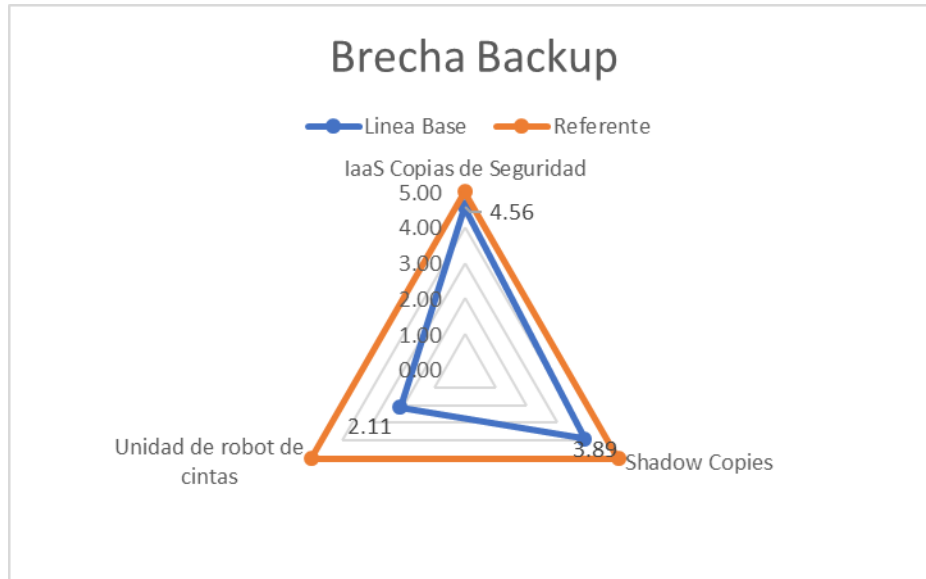 Brecha Backup
Linea Base
Referente
IaaS Copias de Seguridad
5.00
4.56
4.00
3.00
2.00
1.00
0.00
2.11
3.89
Unidad de robot de
cintas
Shadow Copies